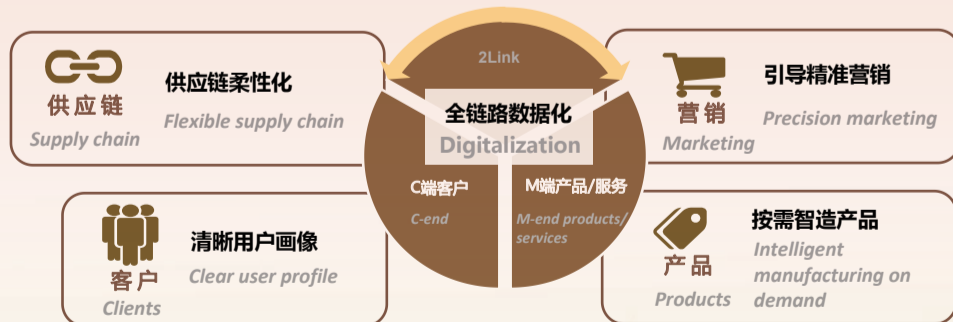 供应链
Supply chain
供应链柔性化
Flexible supply chain
2Link
全链路数据化
Digitalization
营销
Marketing
引导精准营销
Precision marketing
客户
Clients
清晰用户画像
Clear user profile
C端客户
C-end
M端产品/服务
M-end products/
services
产品
Products
按需智造产品
Intelligent
manufacturing on
demand